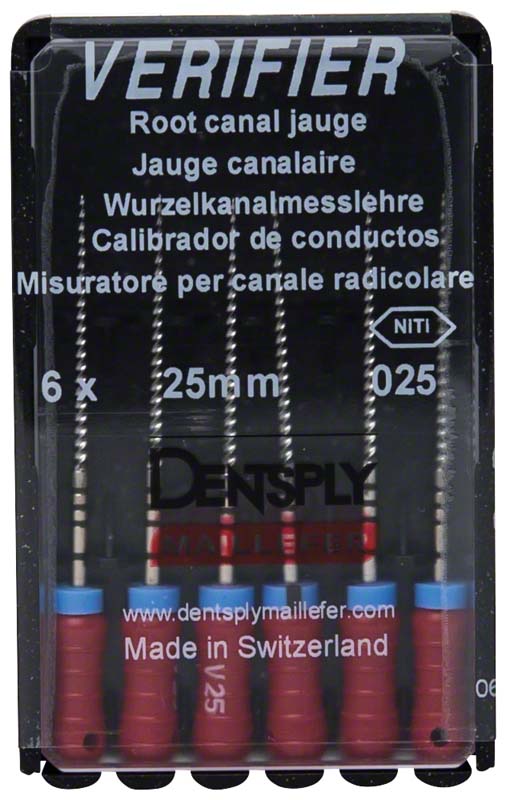 VERIFIER
Root canal jauge
Jauge canalaire
Wurzelkanalmesslehre
Calibrador de conductos
Misuratore per canale radicolare
NITI
6 x 25mm 025
DENTSPLY
MAILLEFER
www.dentsplymaillefer.com
Made in Switzerland
V25
06